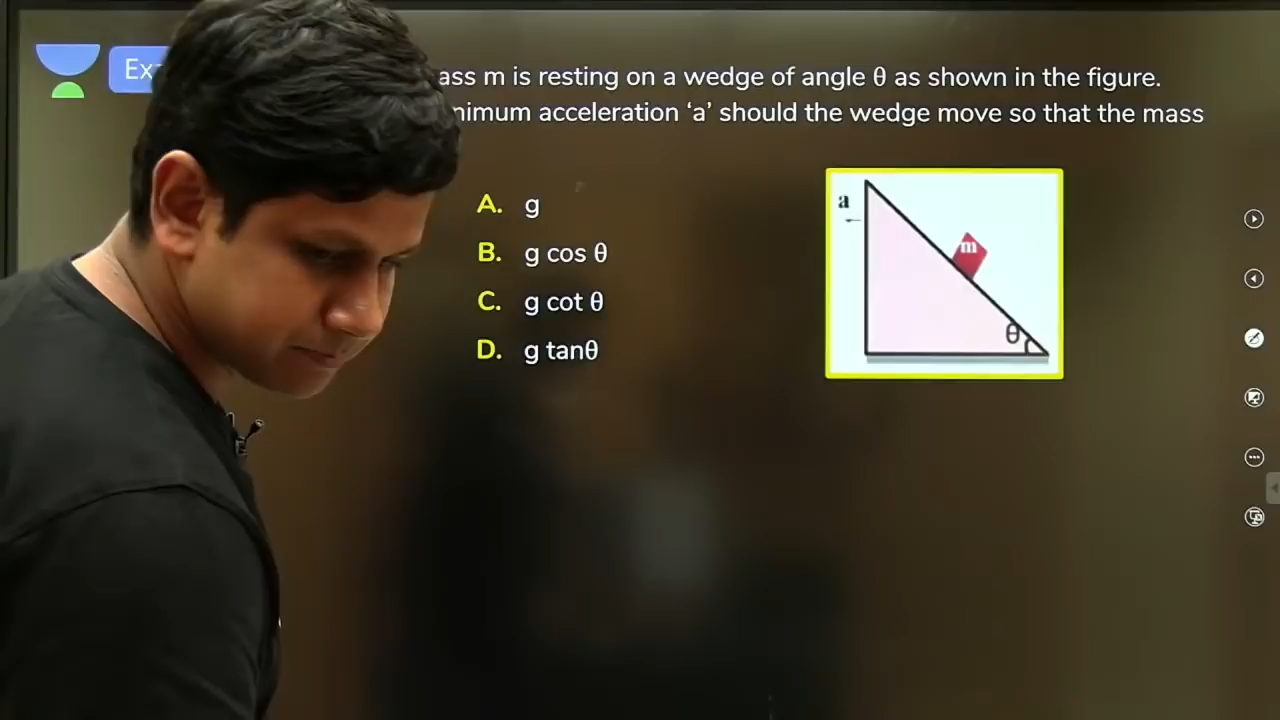 ass m is resting on a wedge of angle θ as shown in the figure.
nimum acceleration ‘a’ should the wedge move so that the mass
A. g
B. g cos θ
C. g cot θ
D. g tanθ
a
m
θ